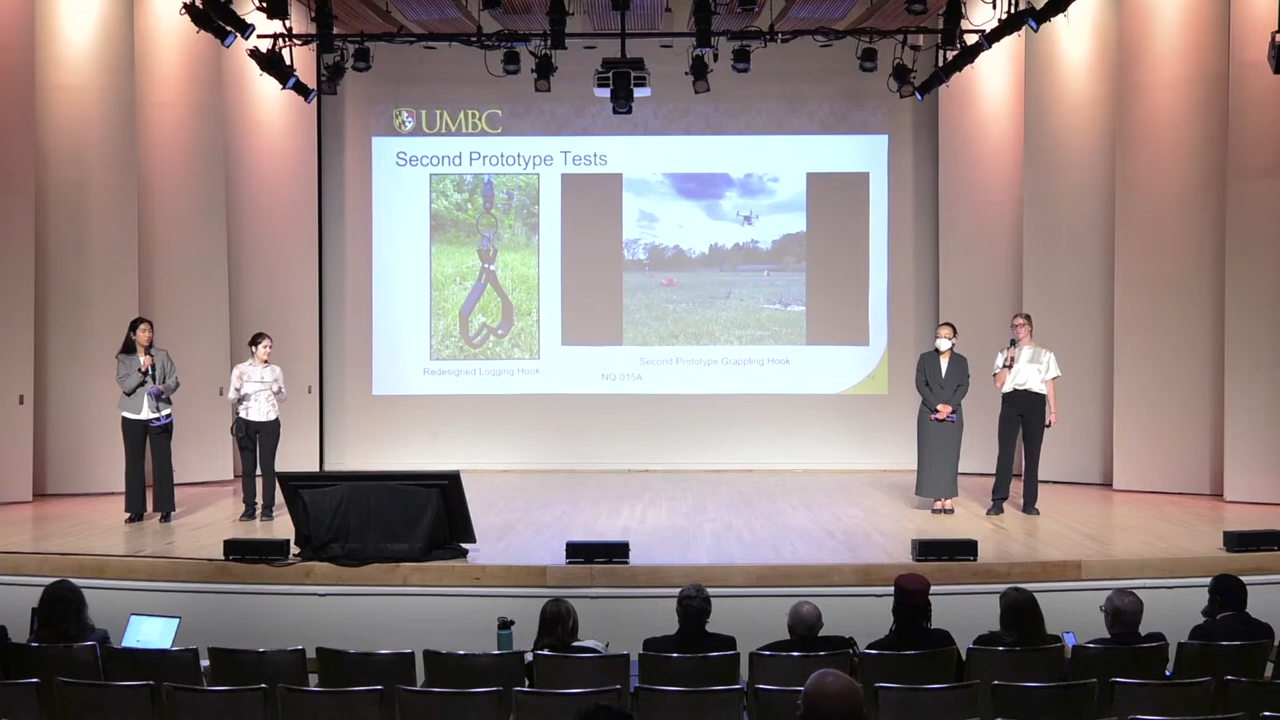 UMBC
Second Prototype Tests
Redesigned Logging Hook
Second Prototype Grappling Hook
NQ-015A